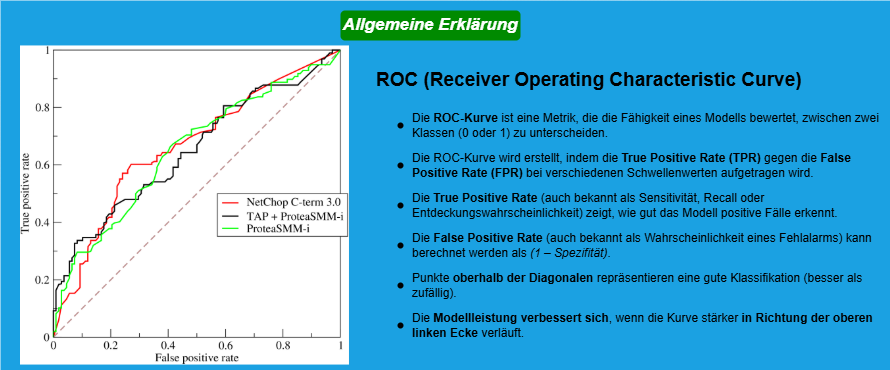 Allgemeine Erklärung
ROC (Receiver Operating Characteristic Curve)
Die ROC-Kurve ist eine Metrik, die die Fähigkeit eines Modells bewertet, zwischen zwei
Klassen (0 oder 1) zu unterscheiden.
Die ROC-Kurve wird erstellt, indem die True Positive Rate (TPR) gegen die False
Positive Rate (FPR) bei verschiedenen Schwellenwerten aufgetragen wird.
Die True Positive Rate (auch bekannt als Sensitivität, Recall oder
Entdeckungswahrscheinlichkeit) zeigt, wie gut das Modell positive Fälle erkennt.
Die False Positive Rate (auch bekannt als Wahrscheinlichkeit eines Fehlalarms) kann
berechnet werden als (1 – Spezifität).
Punkte oberhalb der Diagonalen repräsentieren eine gute Klassifikation (besser als
zufällig).
Die Modellleistung verbessert sich, wenn die Kurve stärker in Richtung der oberen
linken Ecke verläuft.
True positive rate
1
0.8
0.6
0.4
0.2
0
NetChop C-term 3.0
TAP + ProteaSMM-i
ProteaSMM-i
0 0.2 0.4 0.6 0.8 1
False positive rate